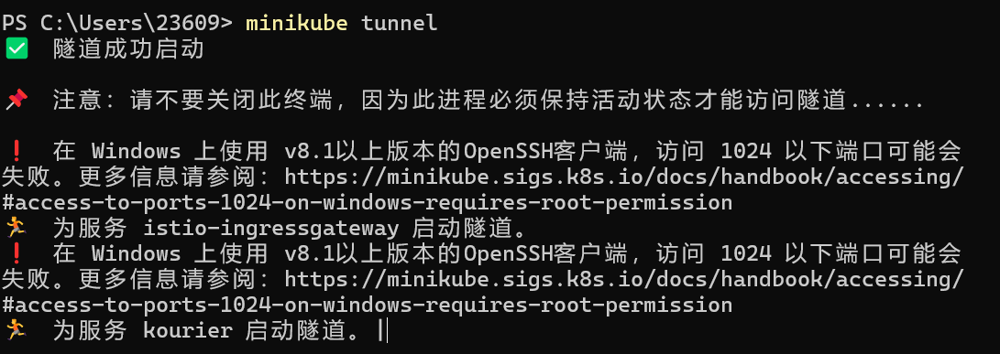 PS C:\Users\23609> minikube tunnel
✅ 隧道成功启动
📌 注意：请不要关闭此终端，因为此进程必须保持活动状态才能访问隧道......
❗ 在 Windows 上使用 v8.1以上版本的OpenSSH客户端，访问 1024 以下端口可能会
失败。更多信息请参阅：https://minikube.sigs.k8s.io/docs/handbook/accessing/
#access-to-ports-1024-on-windows-requires-root-permission
🏃 为服务 istio-ingressgateway 启动隧道。
❗ 在 Windows 上使用 v8.1以上版本的OpenSSH客户端，访问 1024 以下端口可能会
失败。更多信息请参阅：https://minikube.sigs.k8s.io/docs/handbook/accessing/
#access-to-ports-1024-on-windows-requires-root-permission
🏃 为服务 kourier 启动隧道。|